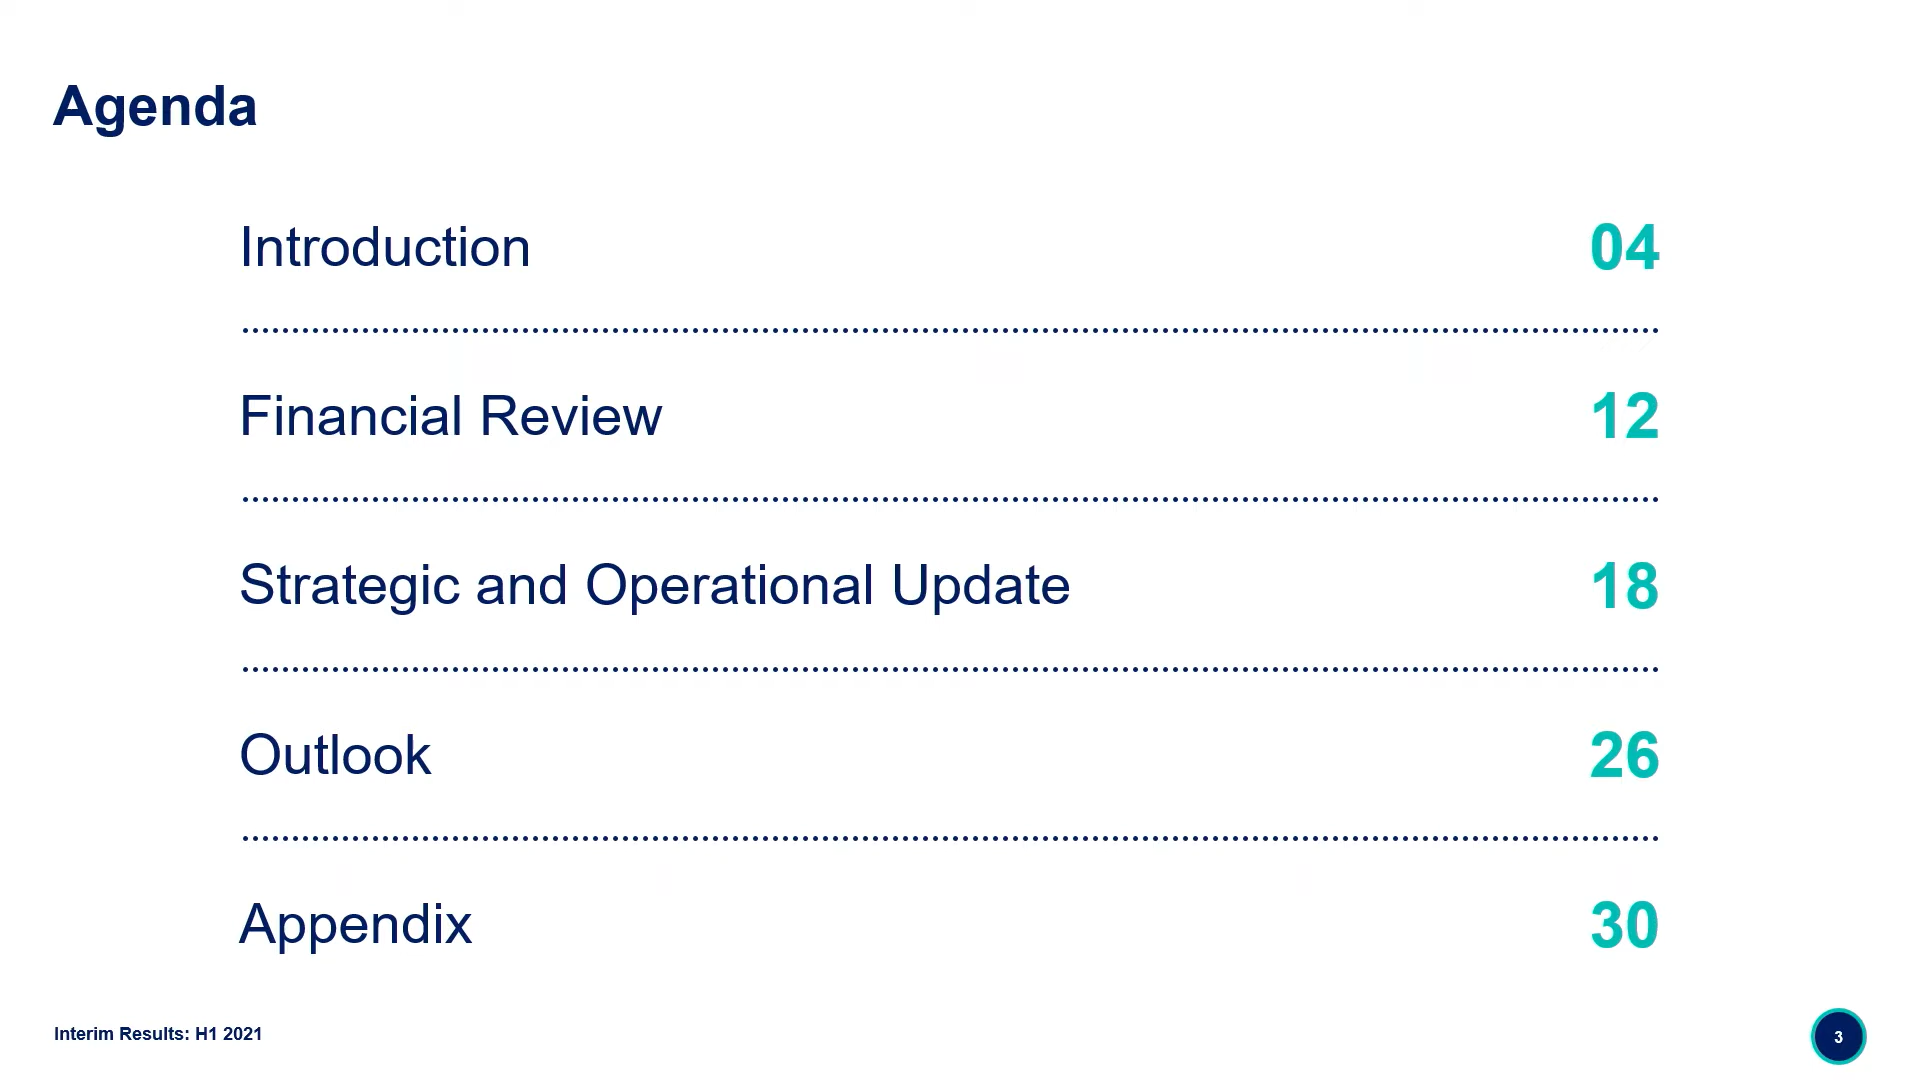 Agenda
Introduction 04
Financial Review 12
Strategic and Operational Update 18
Outlook 26
Appendix 30
Interim Results: H1 2021
3